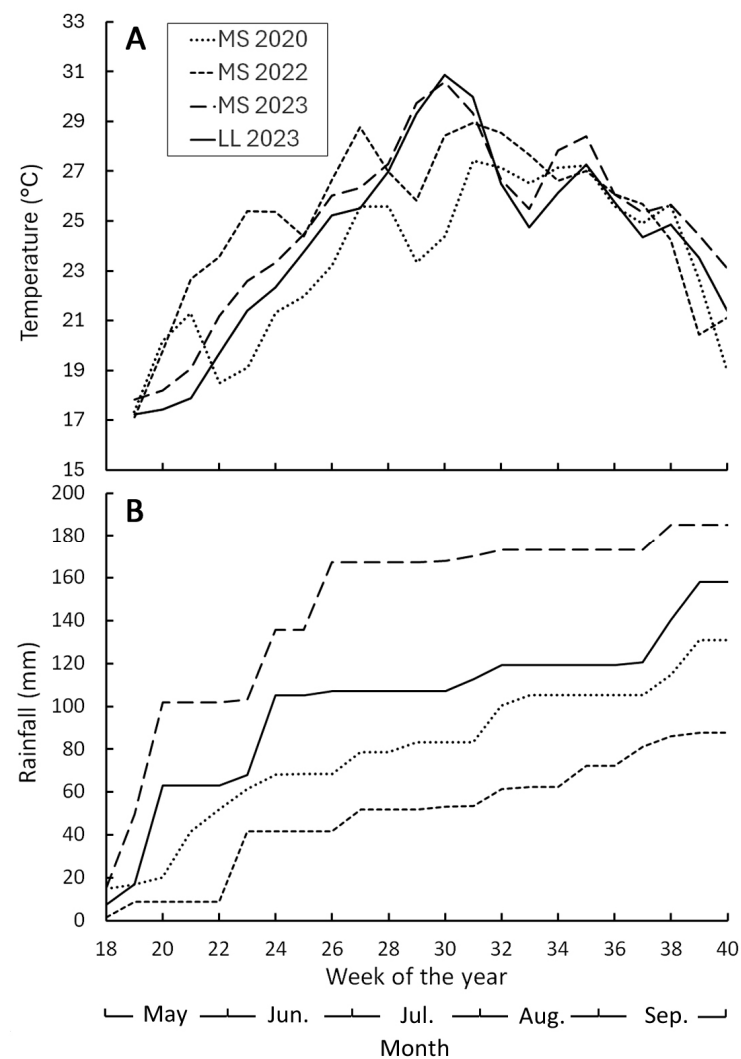 A
MS 2020
MS 2022
MS 2023
LL 2023
33
31
29
27
25
23
21
19
17
15
Temperature (°C)
B
200
180
160
140
120
100
80
60
40
20
0
Rainfall (mm)
18 20 22 24 26 28 30 32 34 36 38 40
Week of the year
May Jun. Jul. Aug. Sep.
Month